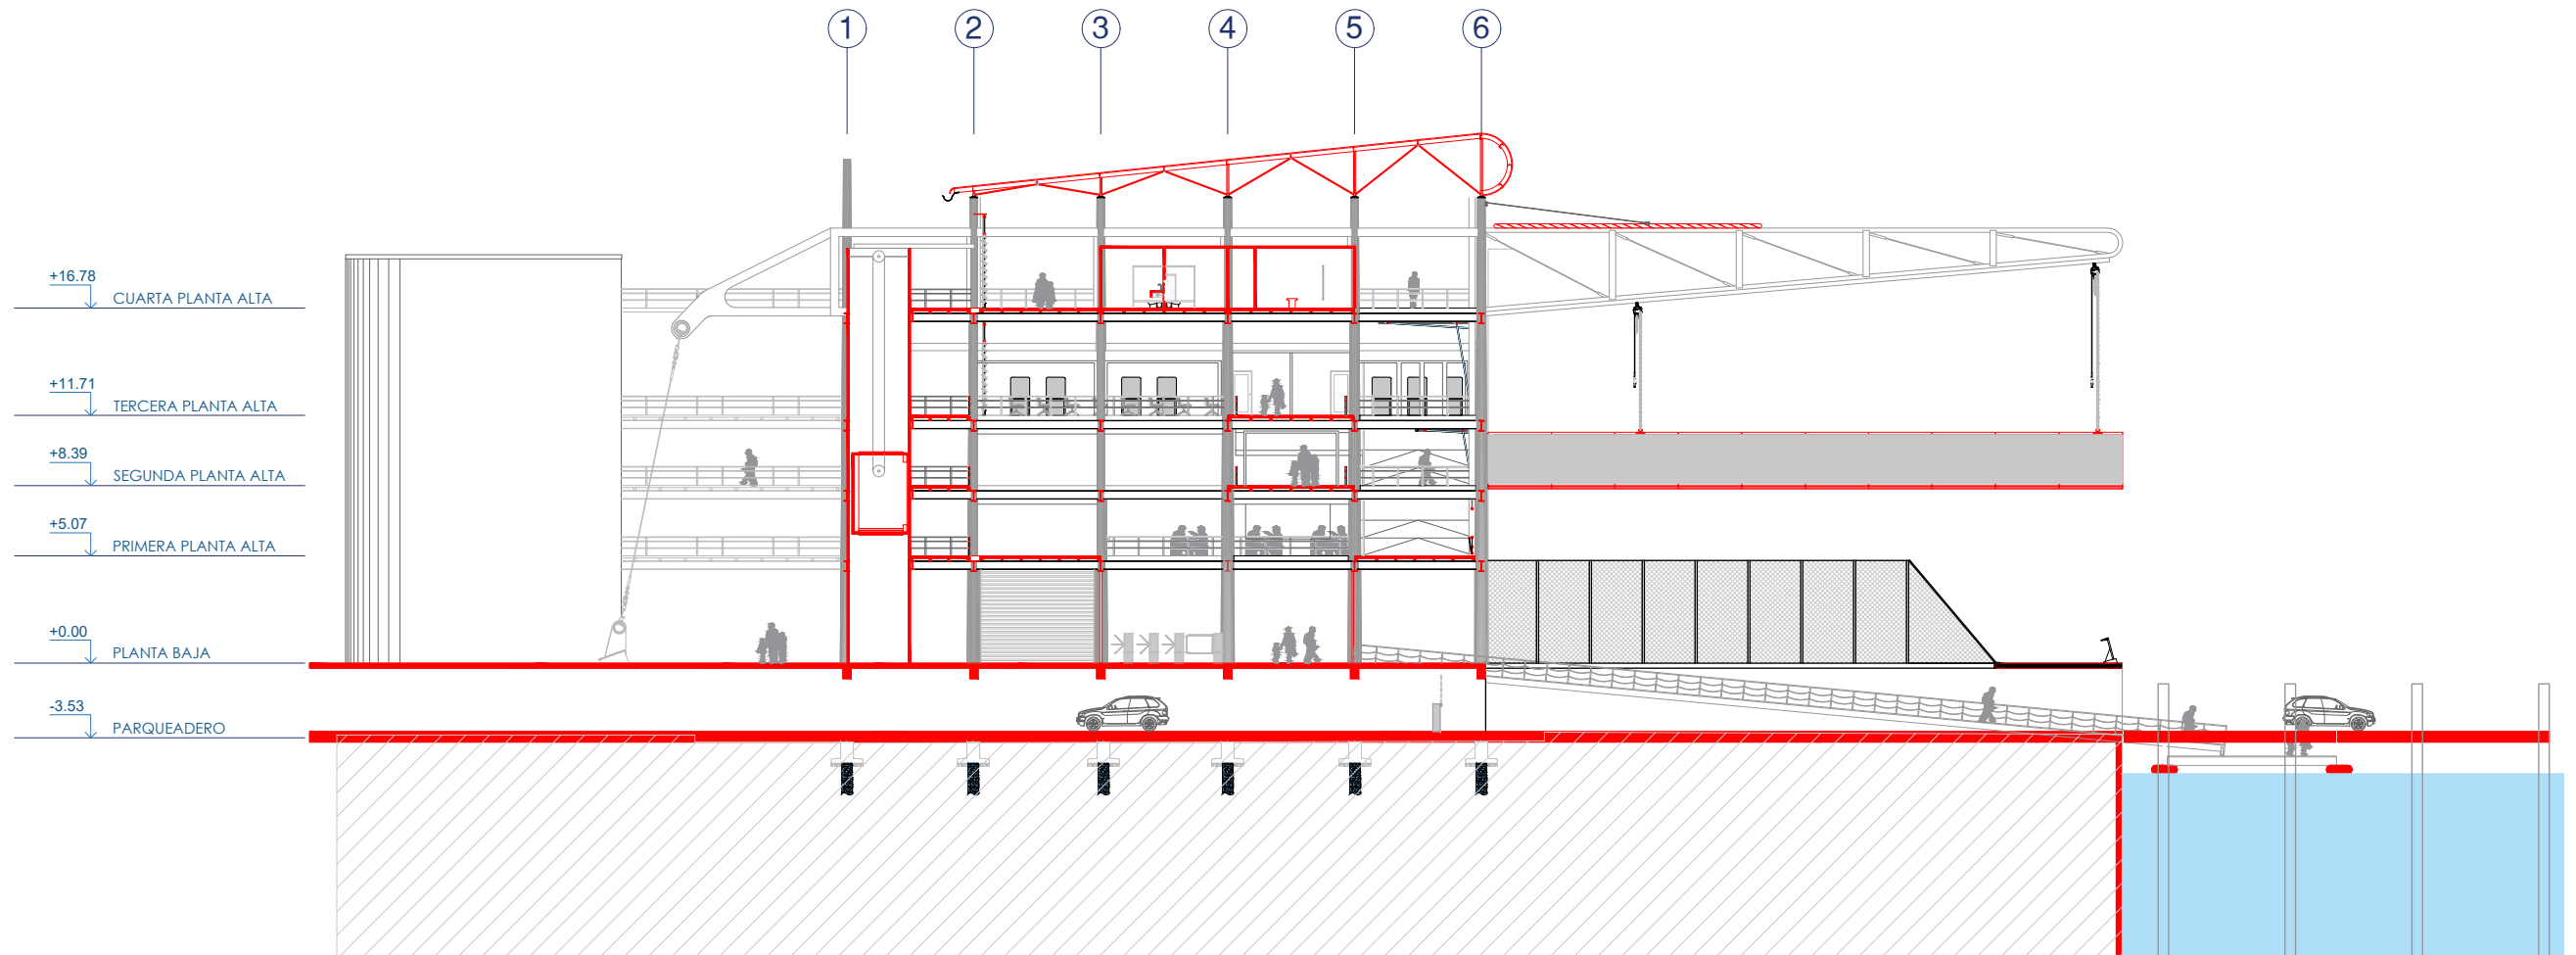 1 2 3 4 5 6
+16.78
CUARTA PLANTA ALTA
+11.71
TERCERA PLANTA ALTA
+8.39
SEGUNDA PLANTA ALTA
+5.07
PRIMERA PLANTA ALTA
+0.00
PLANTA BAJA
-3.53
PARQUEADERO